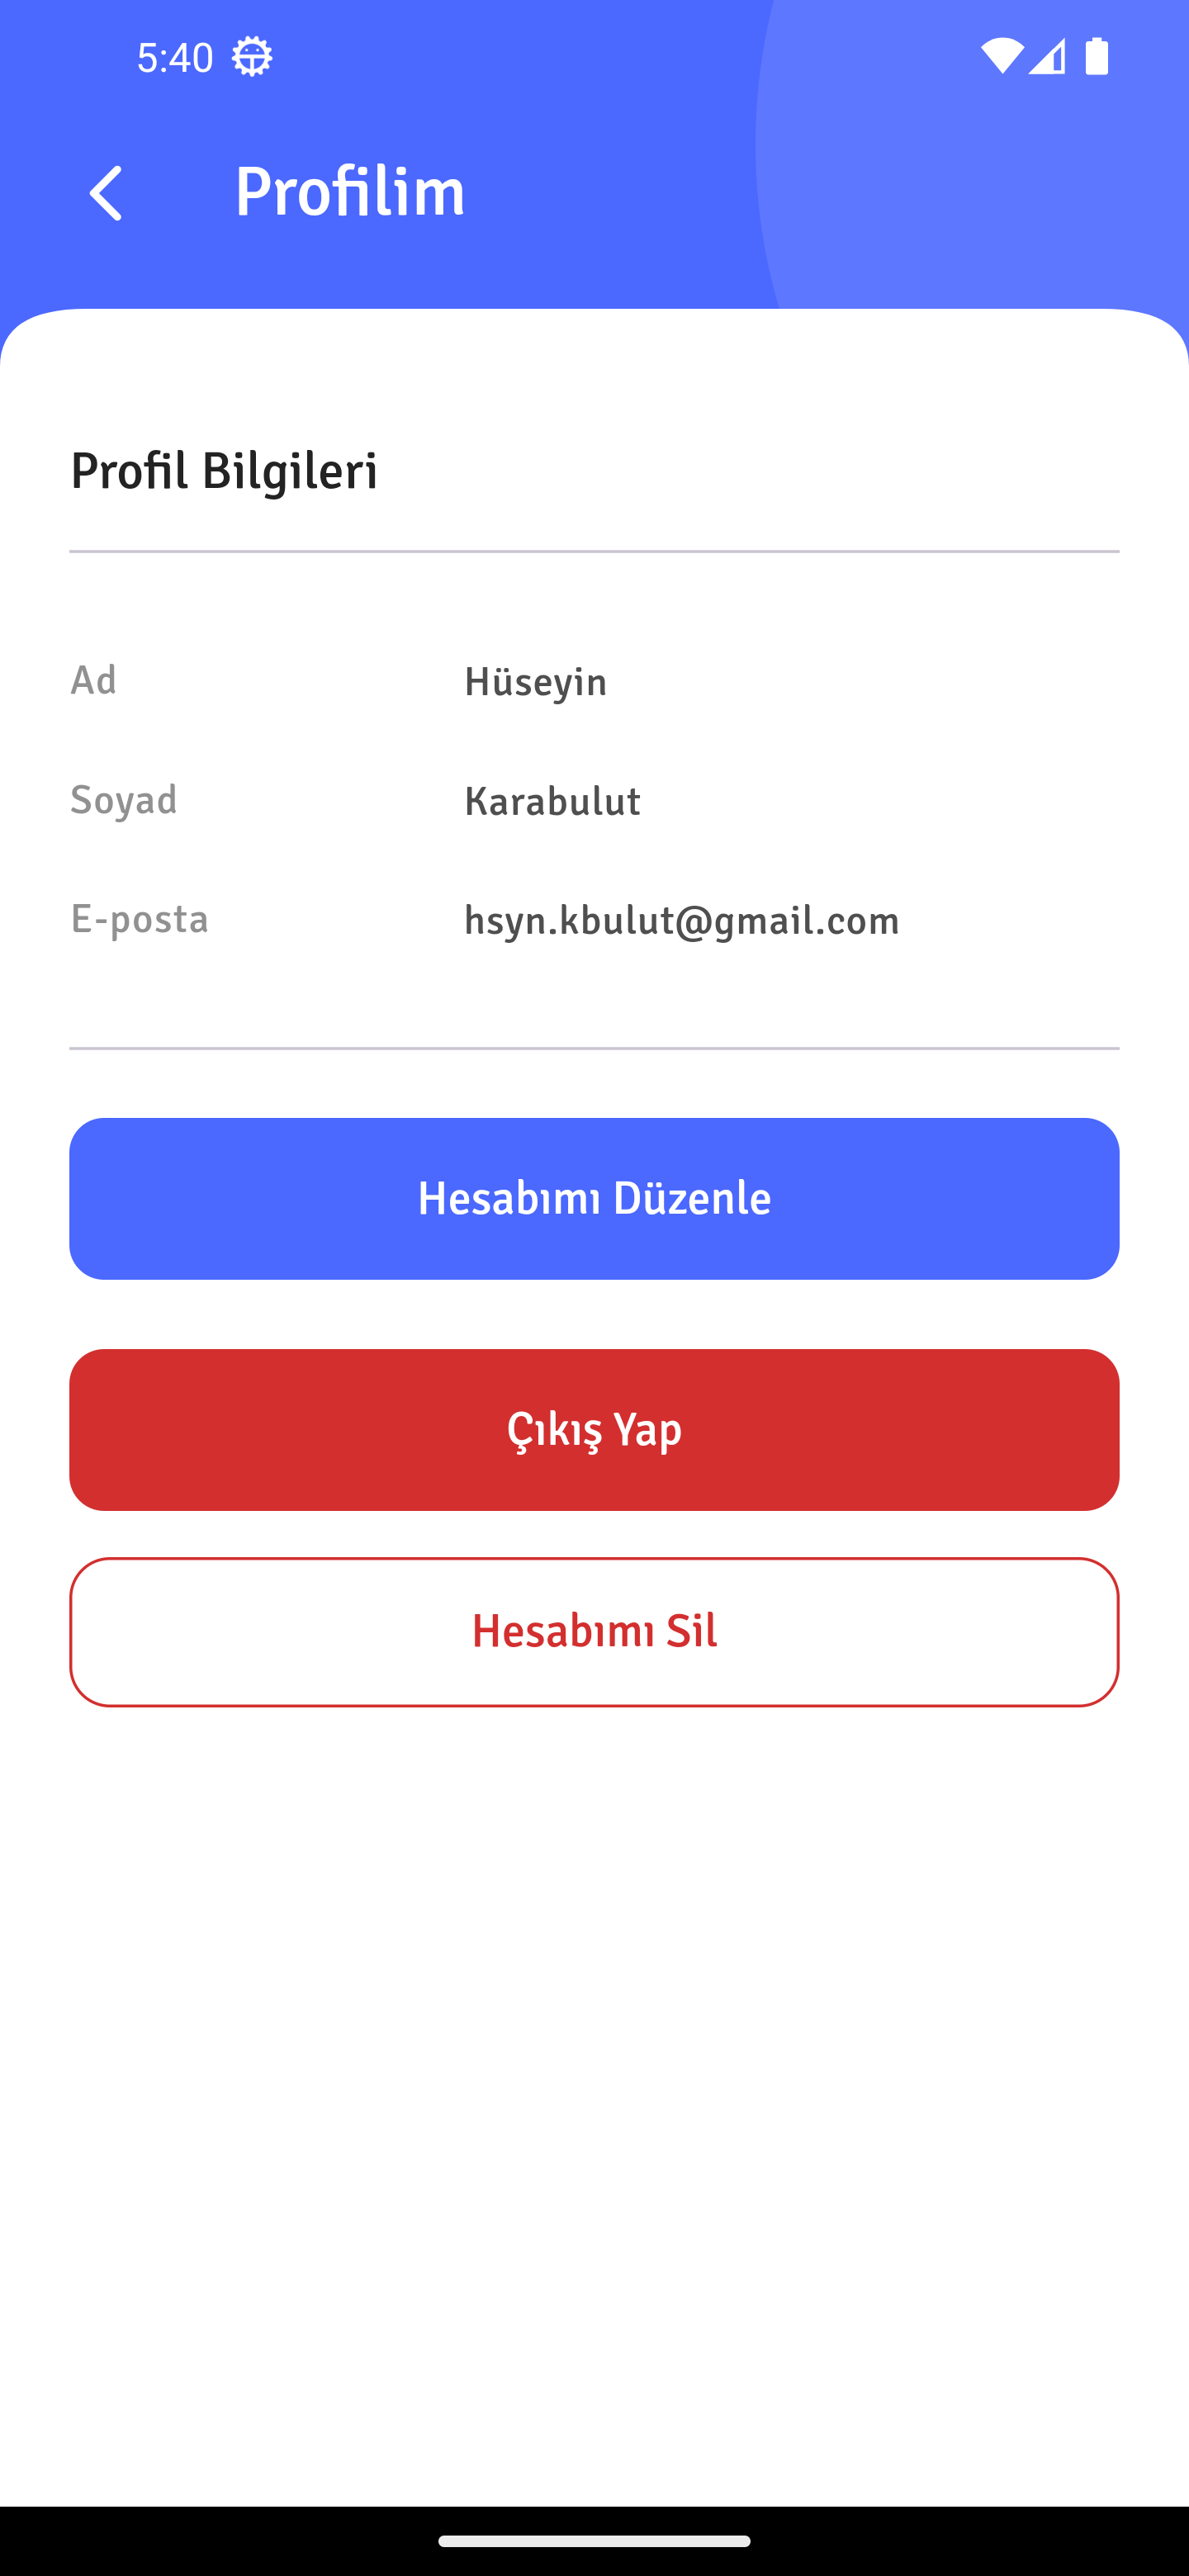 5:40
Profilim
Profil Bilgileri
Ad Hüseyin
Soyad Karabulut
E-posta hsyn.kbulut@gmail.com
Hesabımı Düzenle
Çıkış Yap
Hesabımı Sil